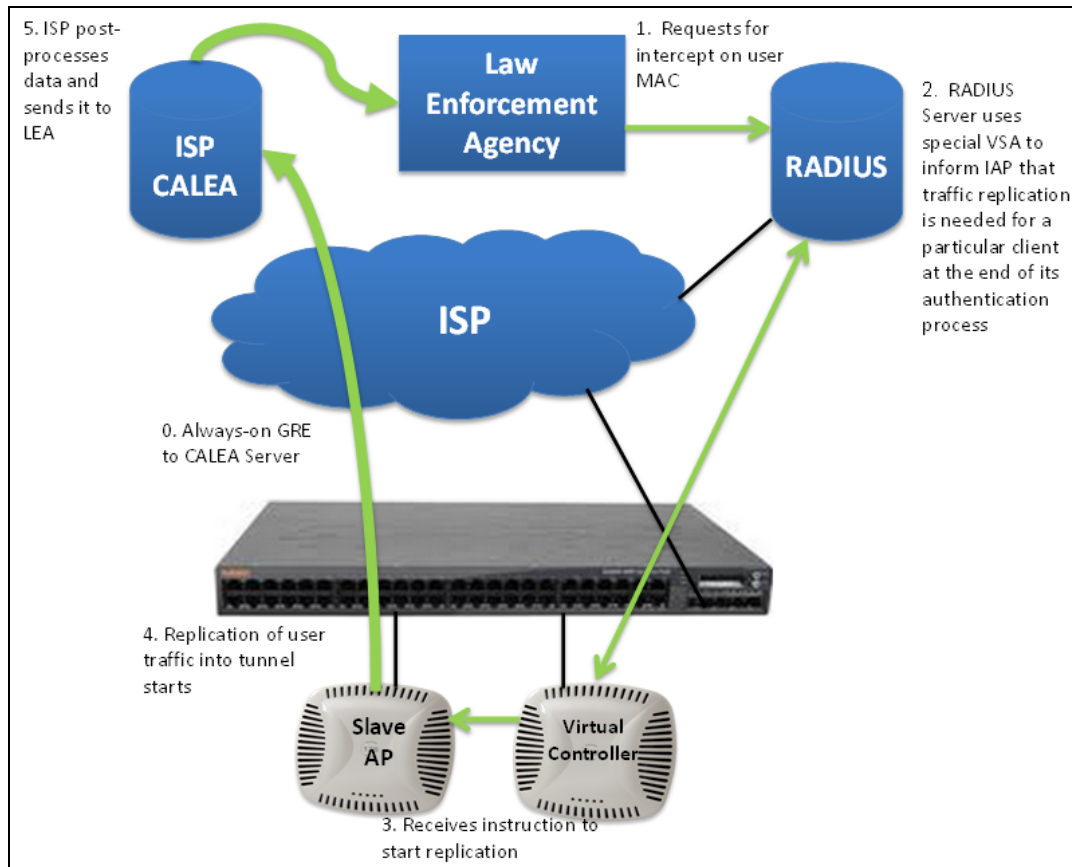 5. ISP post-
processes
data and
sends it to
LEA
ISP
CALEA
Law
Enforcement
Agency
1. Requests for
intercept on user
MAC
RADIUS
2. RADIUS
Server uses
special VSA to
inform IAP that
traffic replication
is needed for a
particular client
at the end of its
authentication
process
ISP
0. Always-on GRE
to CALEA Server
4. Replication of user
traffic into tunnel
starts
Slave
AP
Virtual
Controller
3. Receives instruction to
start replication